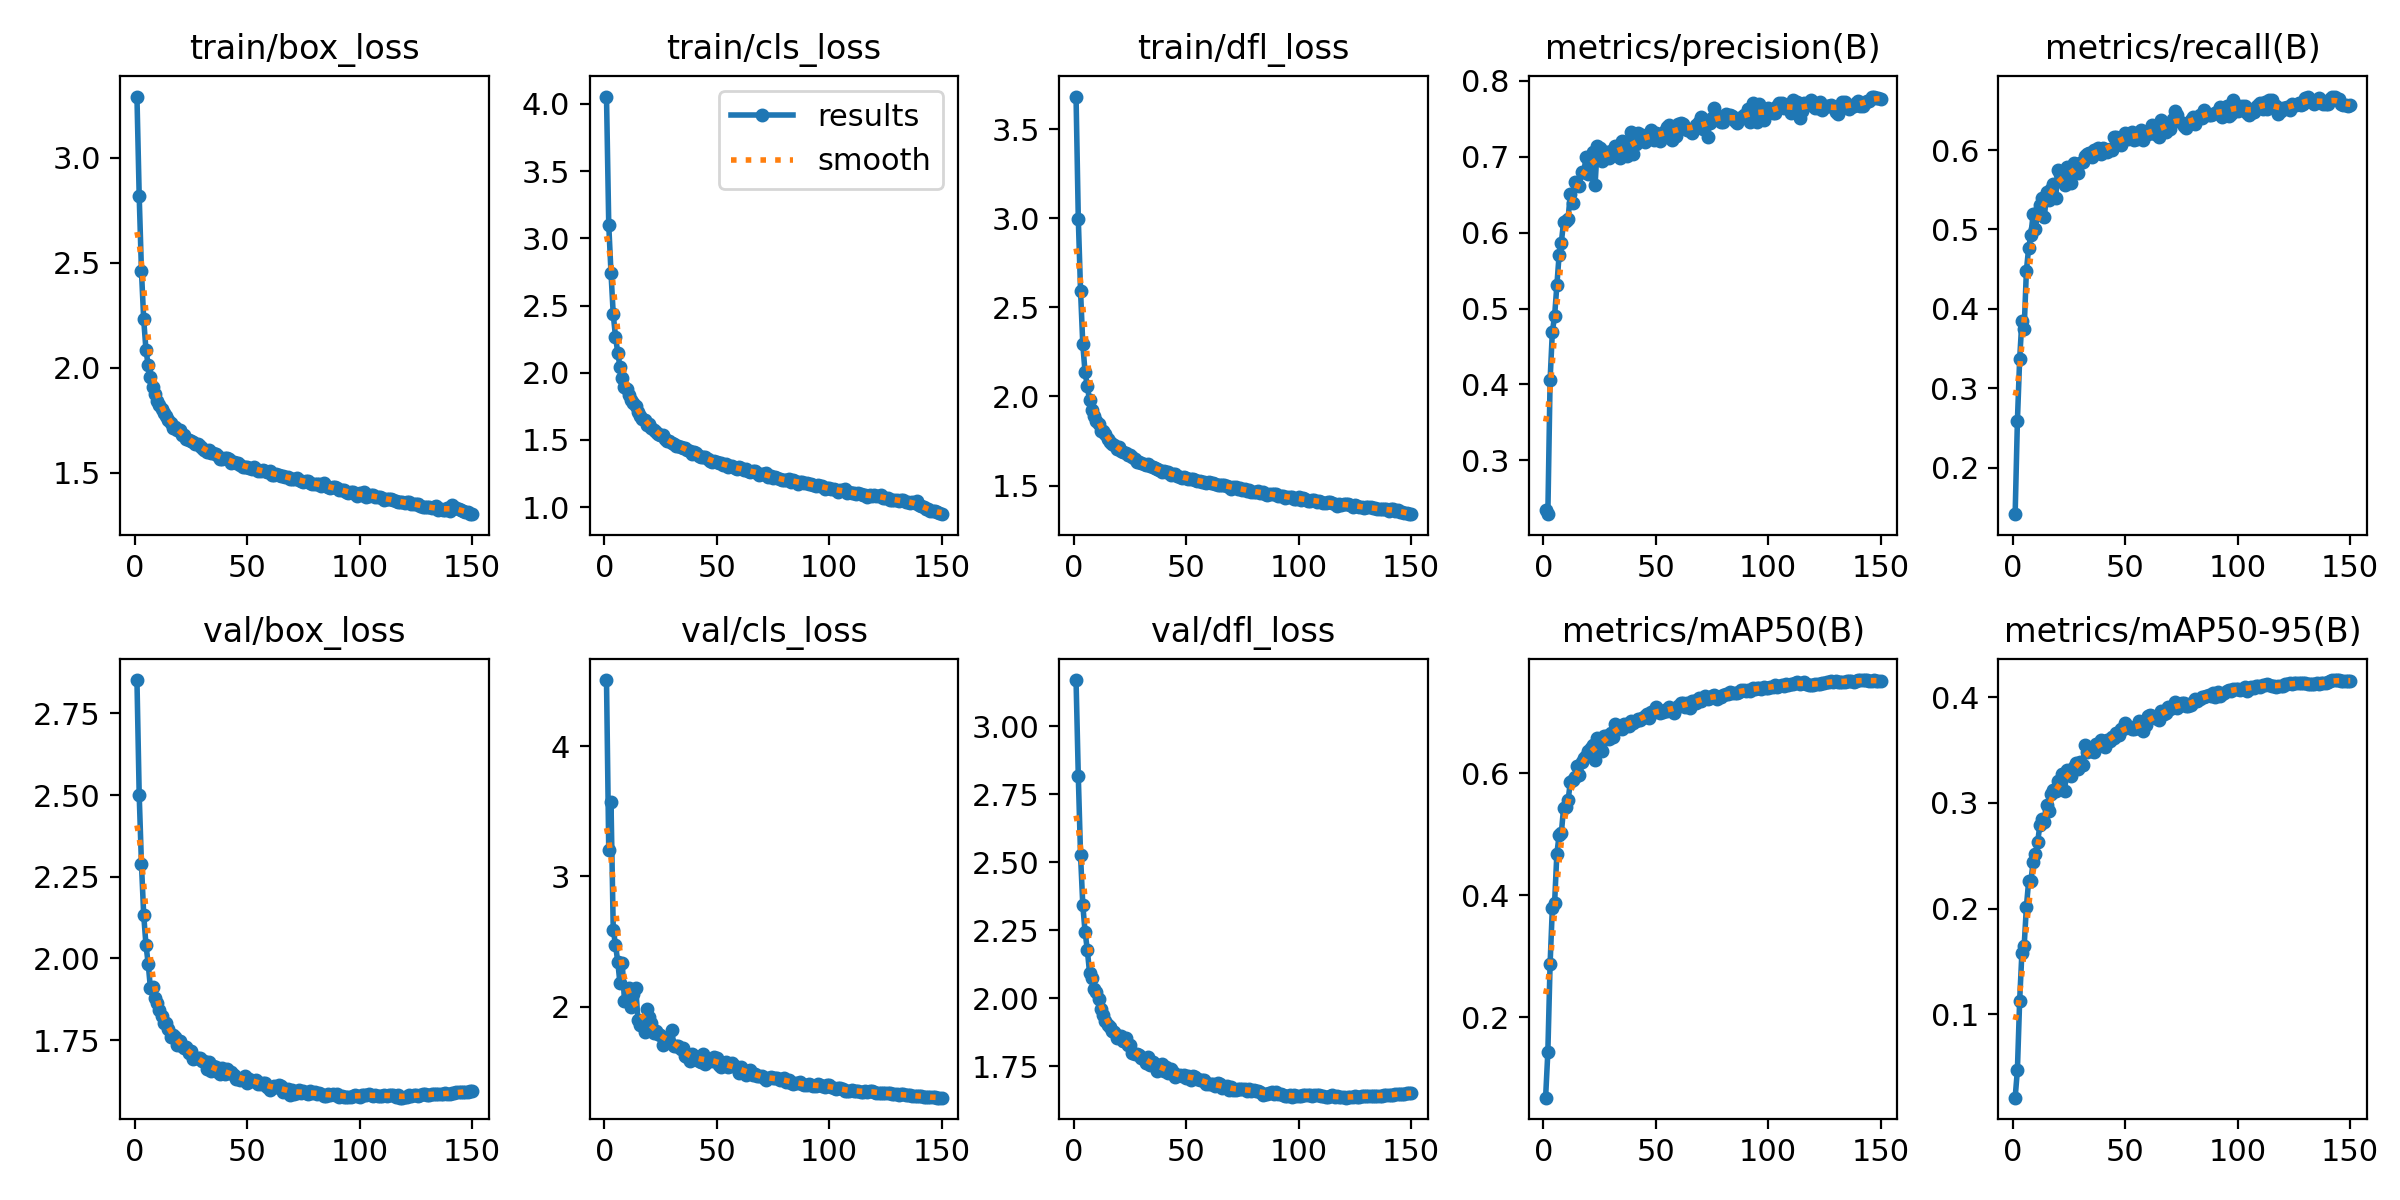 train/box_loss
3.0
2.5
2.0
1.5
0 50 100 150
train/cls_loss
results
smooth
4.0
3.5
3.0
2.5
2.0
1.5
1.0
0 50 100 150
train/dfl_loss
3.5
3.0
2.5
2.0
1.5
0 50 100 150
metrics/precision(B)
0.8
0.7
0.6
0.5
0.4
0.3
0 50 100 150
metrics/recall(B)
0.6
0.5
0.4
0.3
0.2
0 50 100 150
val/box_loss
2.75
2.50
2.25
2.00
1.75
0 50 100 150
val/cls_loss
4
3
2
0 50 100 150
val/dfl_loss
3.00
2.75
2.50
2.25
2.00
1.75
0 50 100 150
metrics/mAP50(B)
0.6
0.4
0.2
0 50 100 150
metrics/mAP50-95(B)
0.4
0.3
0.2
0.1
0 50 100 150